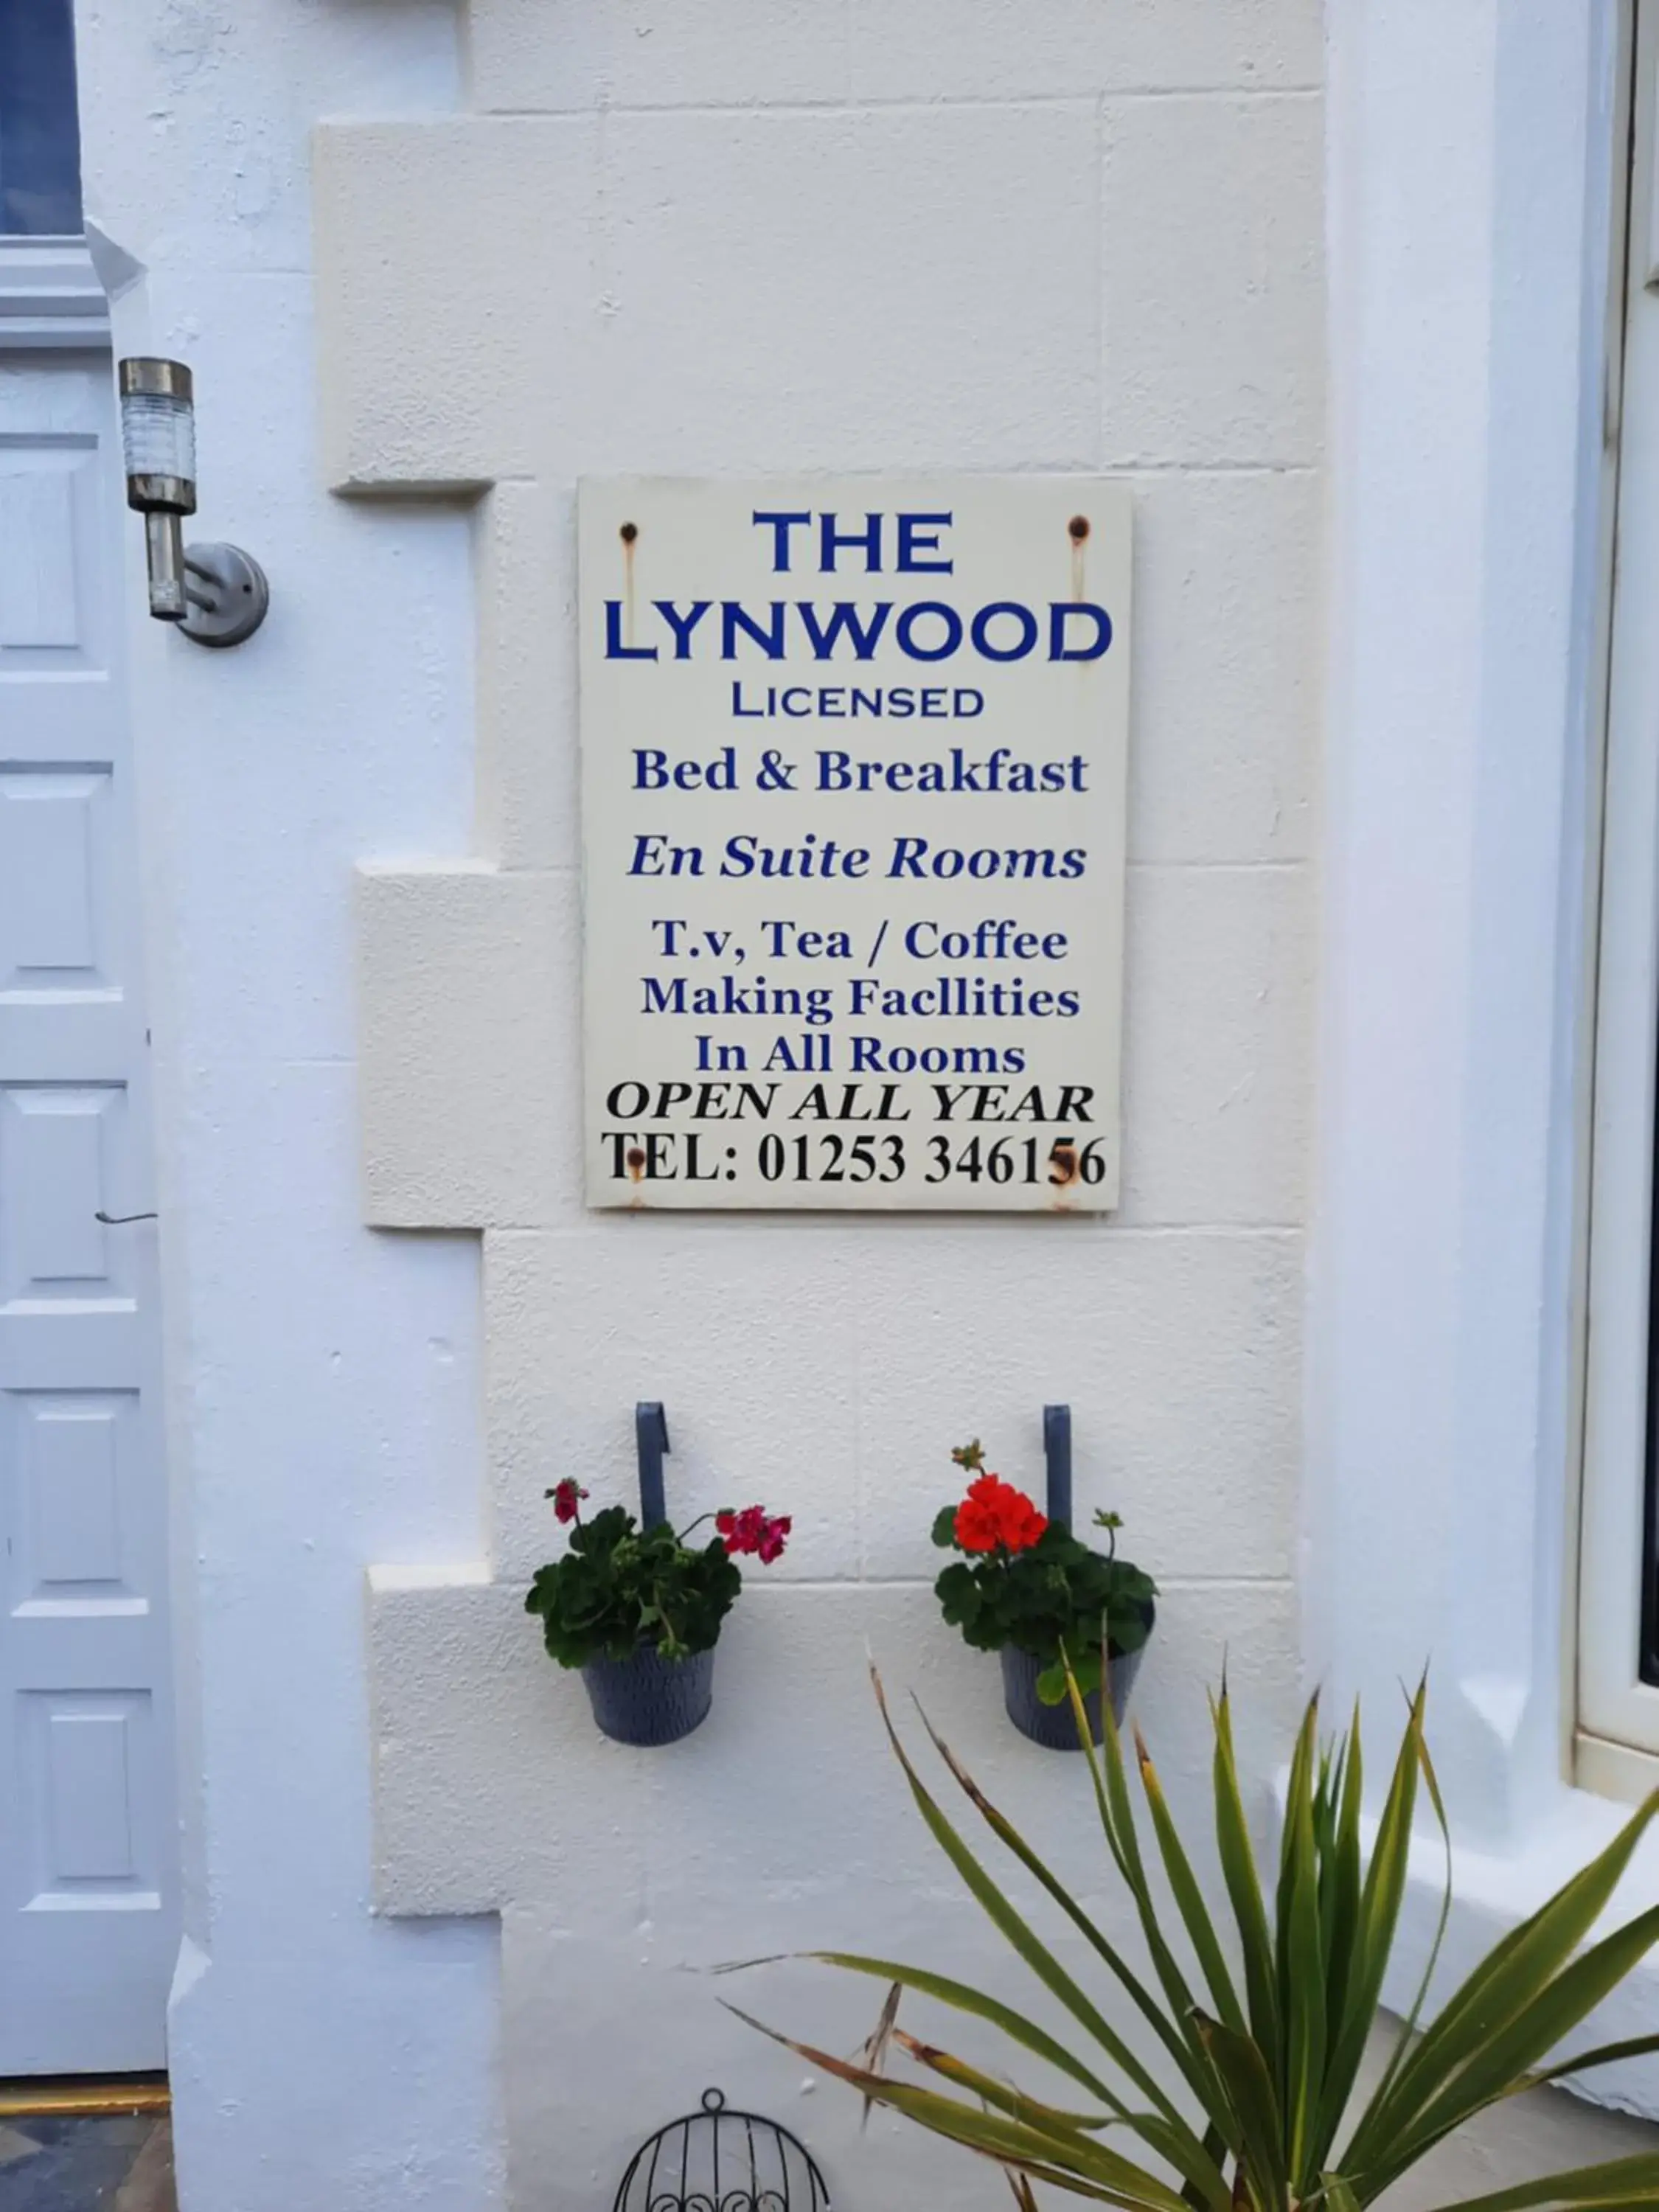 THE
LYNWOOD
LICENSED
Bed & Breakfast
En Suite Rooms
T.v, Tea / Coffee
Making Facllities
In All Rooms
OPEN ALL YEAR
TEL: 01253 346156